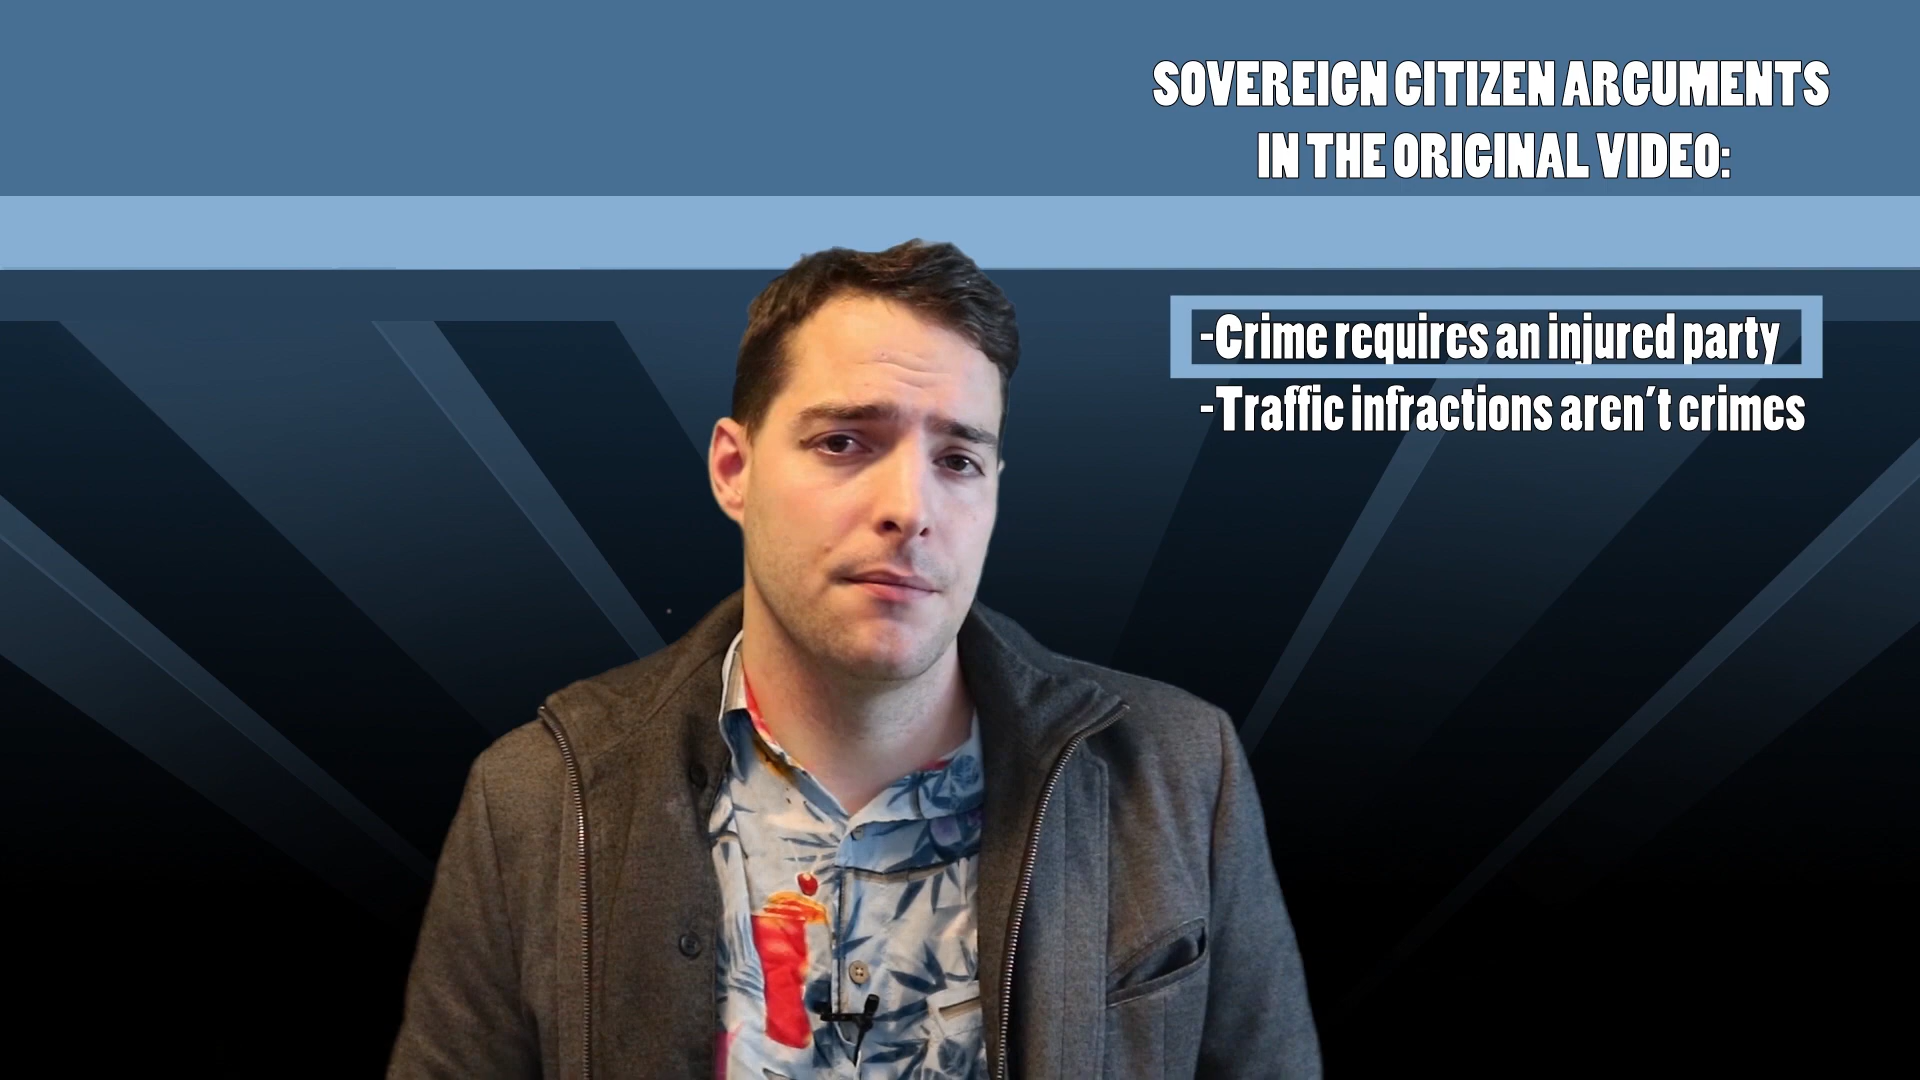 SOVEREIGN CITIZEN ARGUMENTS
IN THE ORIGINAL VIDEO:
-Crime requires an injured party
-Traffic infractions aren't crimes